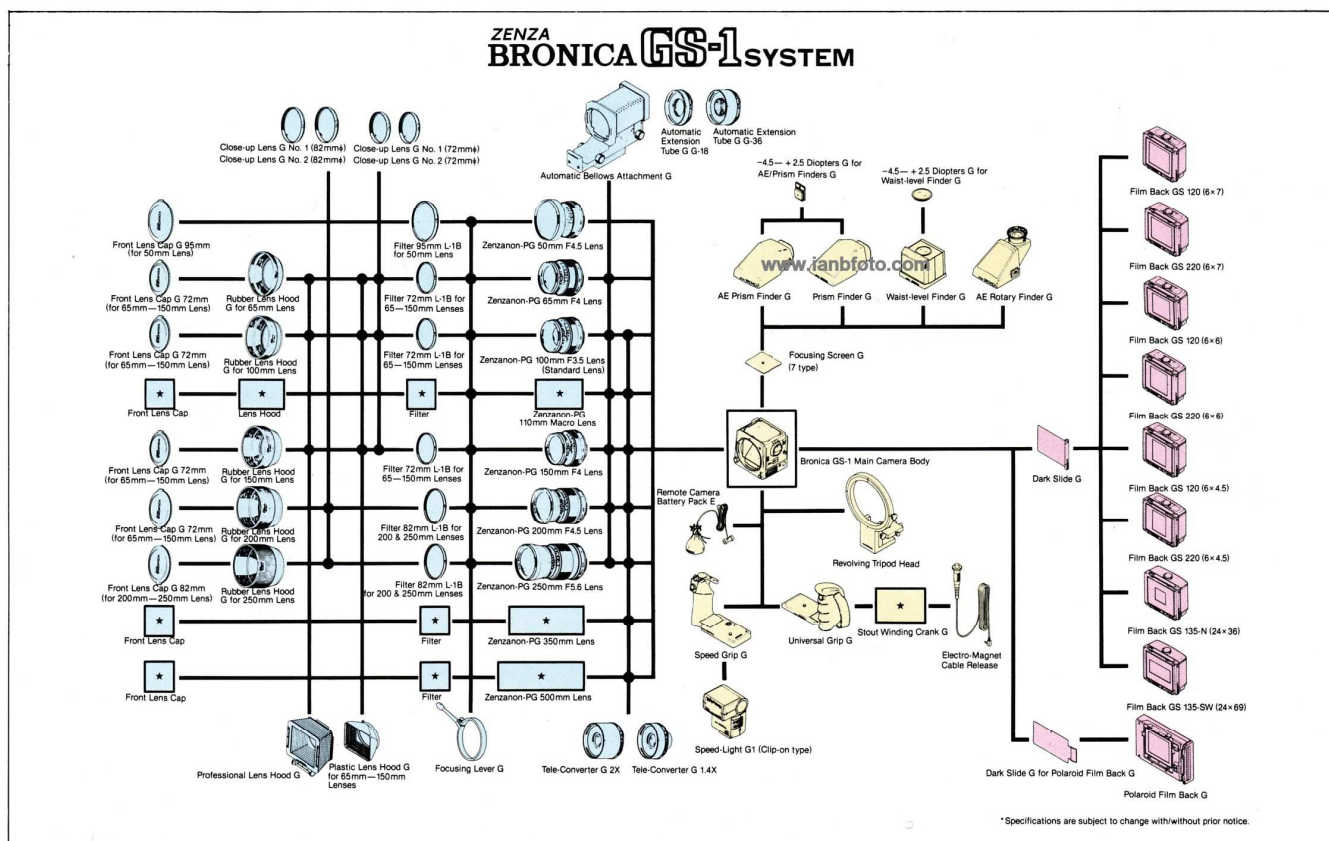 ZENZA
BRONICA GS-1 SYSTEM
Close-up Lens G No. 1 (82mmϕ)
Close-up Lens G No. 2 (82mmϕ)
Close-up Lens G No. 1 (72mmϕ)
Close-up Lens G No. 2 (72mmϕ)
Automatic Bellows Attachment G
Automatic
Extension
Tube G G-18
Automatic Extension
Tube G G-36
-4.5— +2.5 Diopters G for
AE/Prism Finders G
-4.5— +2.5 Diopters G for
Waist-level Finder G
Front Lens Cap G 95mm
(for 50mm Lens)
Filter 95mm L-1B
for 50mm Lens
Zenzanon-PG 50mm F4.5 Lens
www.ianbfoto.com
AE Prism Finder G
Prism Finder G
Waist-level Finder G
AE Rotary Finder G
Front Lens Cap G 72mm
(for 65mm—150mm Lens)
Rubber Lens Hood
G for 65mm Lens
Filter 72mm L-1B for
65—150mm Lenses
Zenzanon-PG 65mm F4 Lens
Front Lens Cap G 72mm
(for 65mm—150mm Lens)
Rubber Lens Hood
G for 100mm Lens
Filter 72mm L-1B for
65—150mm Lenses
Zenzanon-PG 100mm F3.5 Lens
(Standard Lens)
Focusing Screen G
(7 type)
★
Front Lens Cap
★
Lens Hood
★
Filter
★
Zenzanon-PG
110mm Macro Lens
Front Lens Cap G 72mm
(for 65mm—150mm Lens)
Rubber Lens Hood
G for 150mm Lens
Filter 72mm L-1B for
65—150mm Lenses
Zenzanon-PG 150mm F4 Lens
Bronica GS-1 Main Camera Body
Front Lens Cap G 72mm
(for 65mm—150mm Lens)
Rubber Lens Hood
G for 200mm Lens
Filter 82mm L-1B for
200 & 250mm Lenses
Zenzanon-PG 200mm F4.5 Lens
Remote Camera
Battery Pack E
Revolving Tripod Head
Front Lens Cap G 82mm
(for 200mm—250mm Lens)
Rubber Lens Hood
G for 250mm Lens
Filter 82mm L-1B
for 200 & 250mm Lenses
Zenzanon-PG 250mm F5.6 Lens
★
Front Lens Cap
★
Filter
★
Zenzanon-PG 350mm Lens
Speed Grip G
Universal Grip G
★
Stout Winding Crank G
Electro-Magnet
Cable Release
★
Front Lens Cap
★
Filter
★
Zenzanon-PG 500mm Lens
Professional Lens Hood G
Plastic Lens Hood G
for 65mm—150mm
Lenses
Focusing Lever G
Tele-Converter G 2X
Tele-Converter G 1.4X
Speed-Light G1 (Clip-on type)
Dark Slide G
Film Back GS 120 (6×7)
Film Back GS 220 (6×7)
Film Back GS 120 (6×6)
Film Back GS 220 (6×6)
Film Back GS 120 (6×4.5)
Film Back GS 220 (6×4.5)
Film Back GS 135-N (24×36)
Film Back GS 135-SW (24×69)
Dark Slide G for Polaroid Film Back G
Polaroid Film Back G
*Specifications are subject to change with/without prior notice.